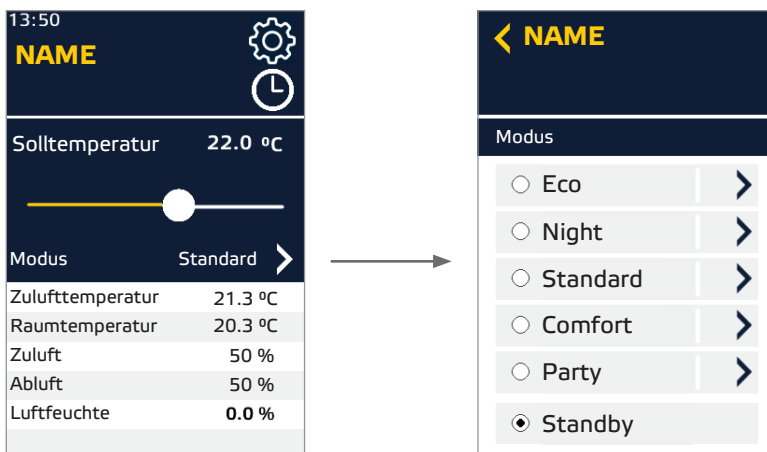 13:50
NAME
Solltemperatur 22.0 ºC
Modus Standard
Zulufttemperatur 21.3 ºC
Raumtemperatur 20.3 ºC
Zuluft 50 %
Abluft 50 %
Luftfeuchte 0.0 %
NAME
Modus
Eco
Night
Standard
Comfort
Party
Standby